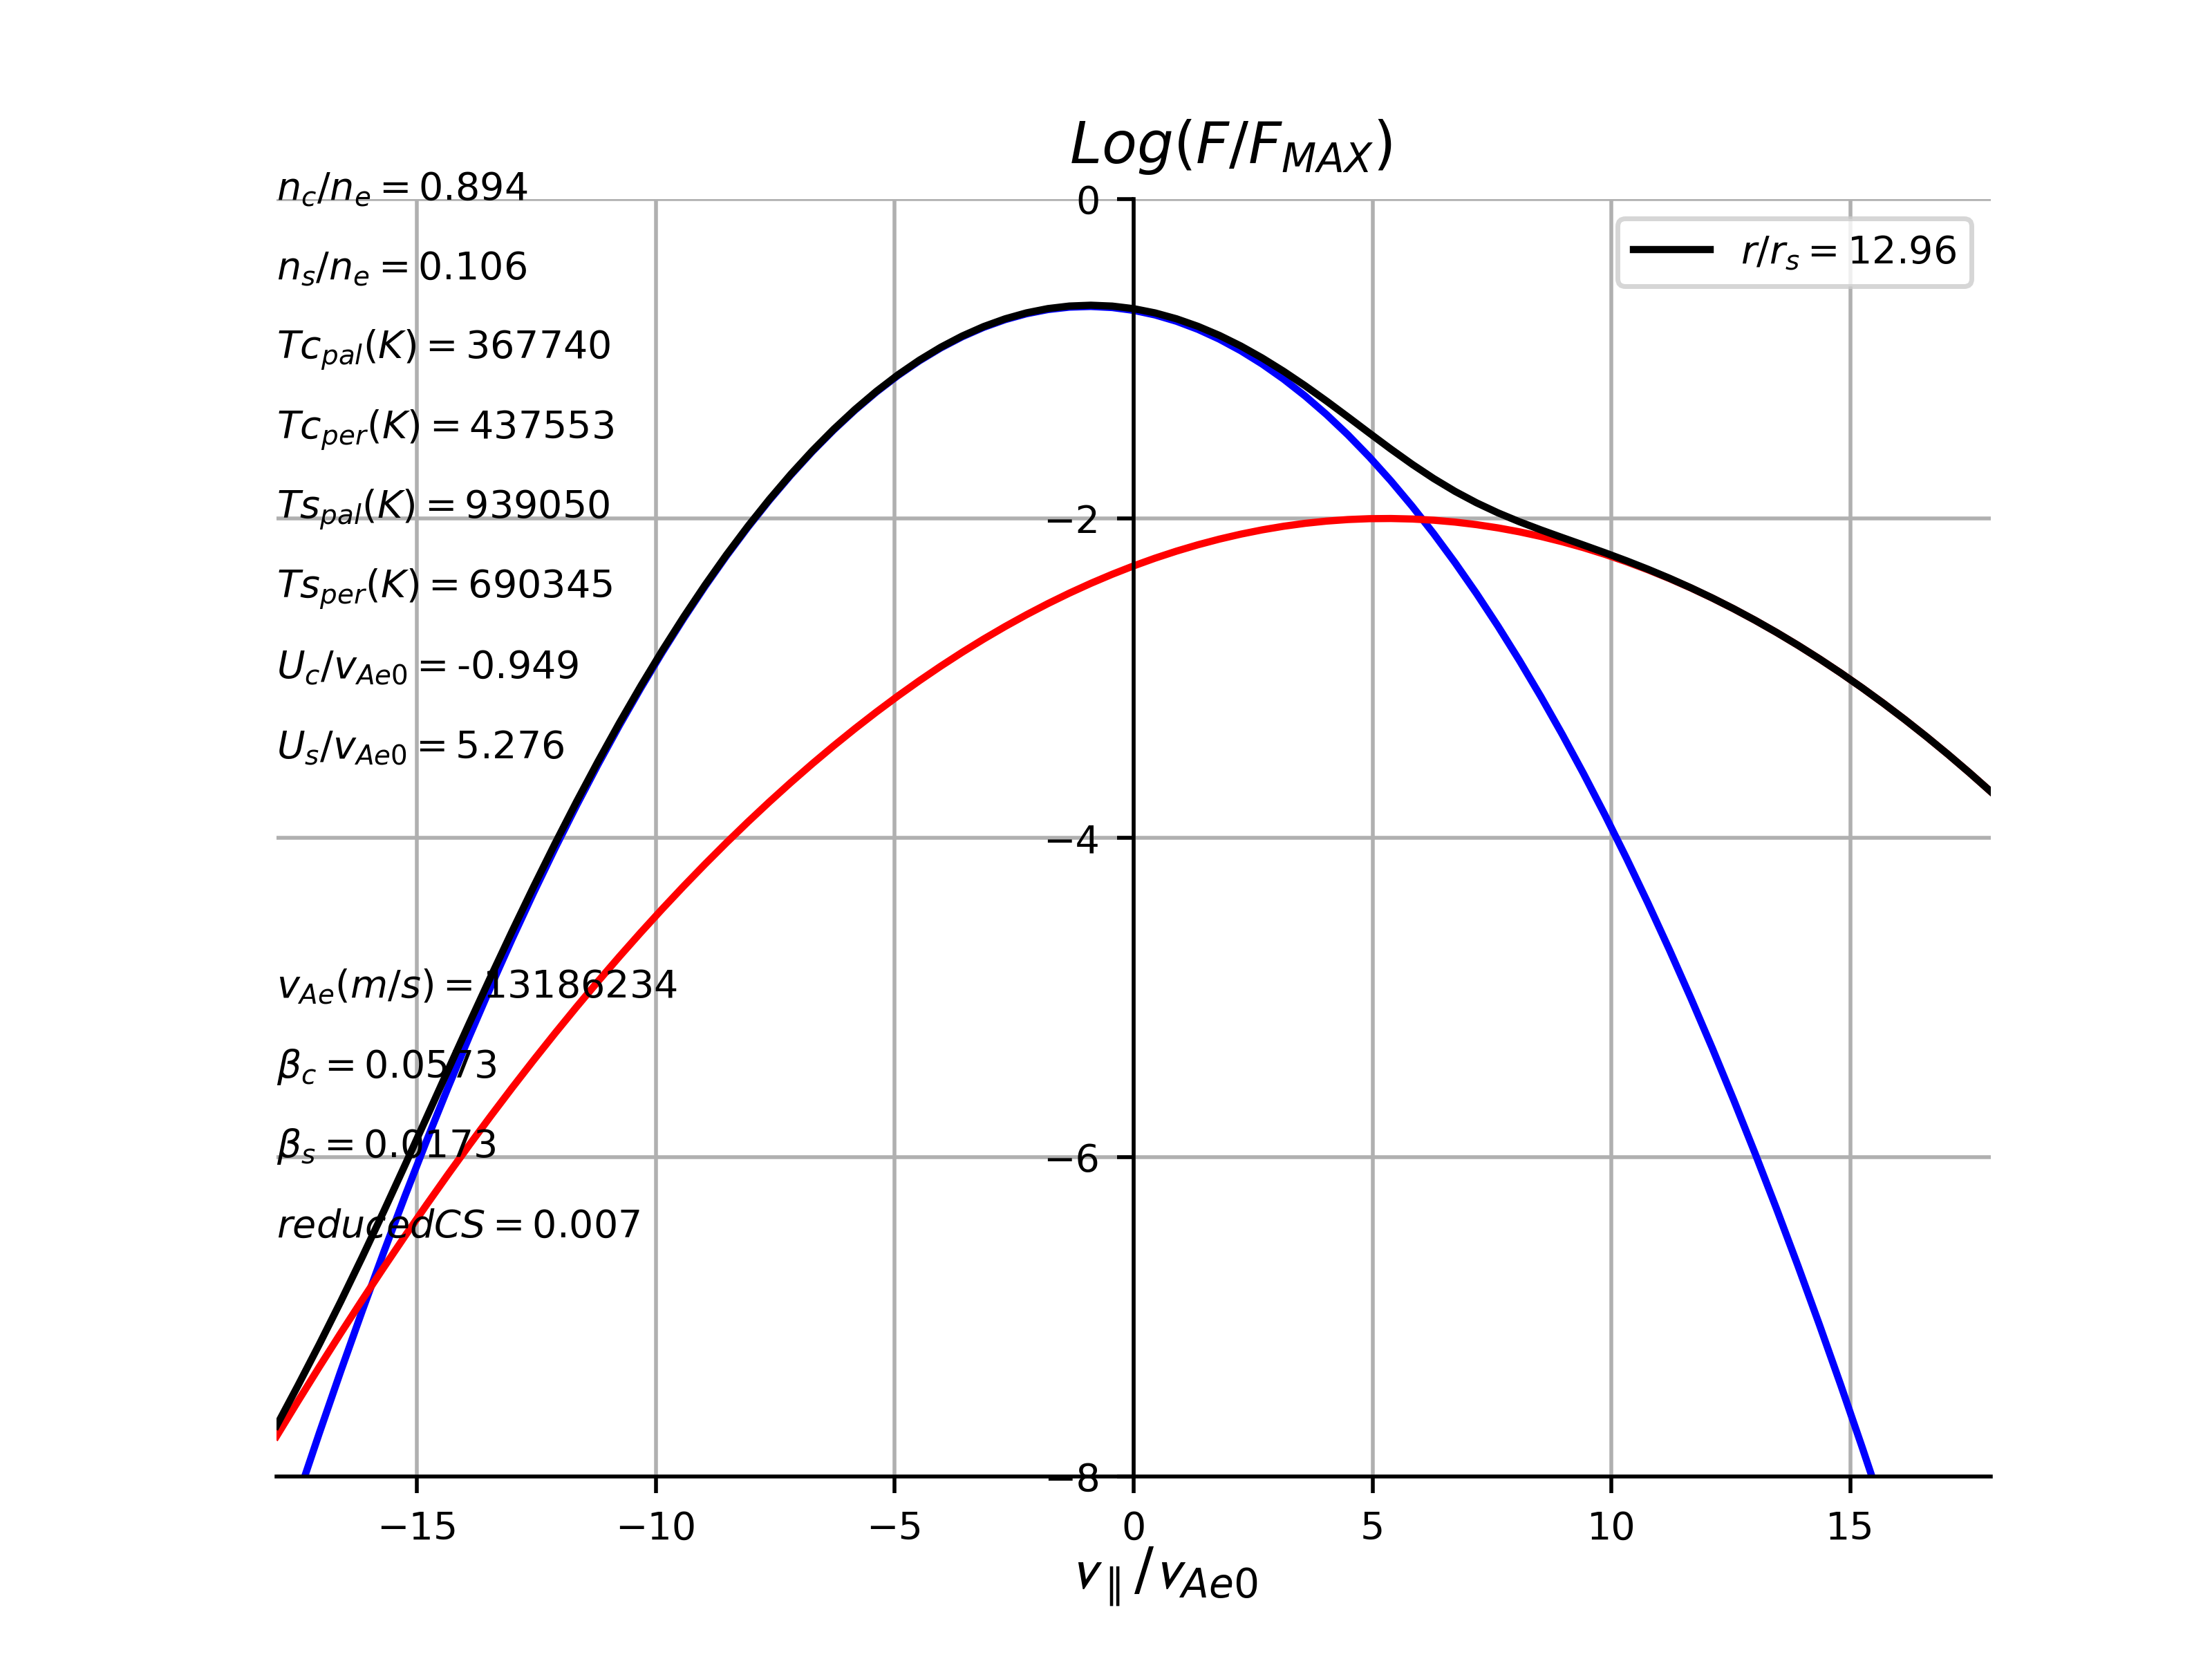 Log(F/F_MAX)
n_c/n_e = 0.894
n_s/n_e = 0.106
Tc_pal(K) = 367740
Tc_per(K) = 437553
Ts_pal(K) = 939050
Ts_per(K) = 690345
U_c/v_Ae0 = -0.949
U_s/v_Ae0 = 5.276
v_Ae(m/s) = 13186234
β_c = 0.0573
β_s = 0.0173
reducedCS = 0.007
r/r_s = 12.96
0
−2
−4
−6
−8
−15 −10 −5 0 5 10 15
v_∥/v_Ae0